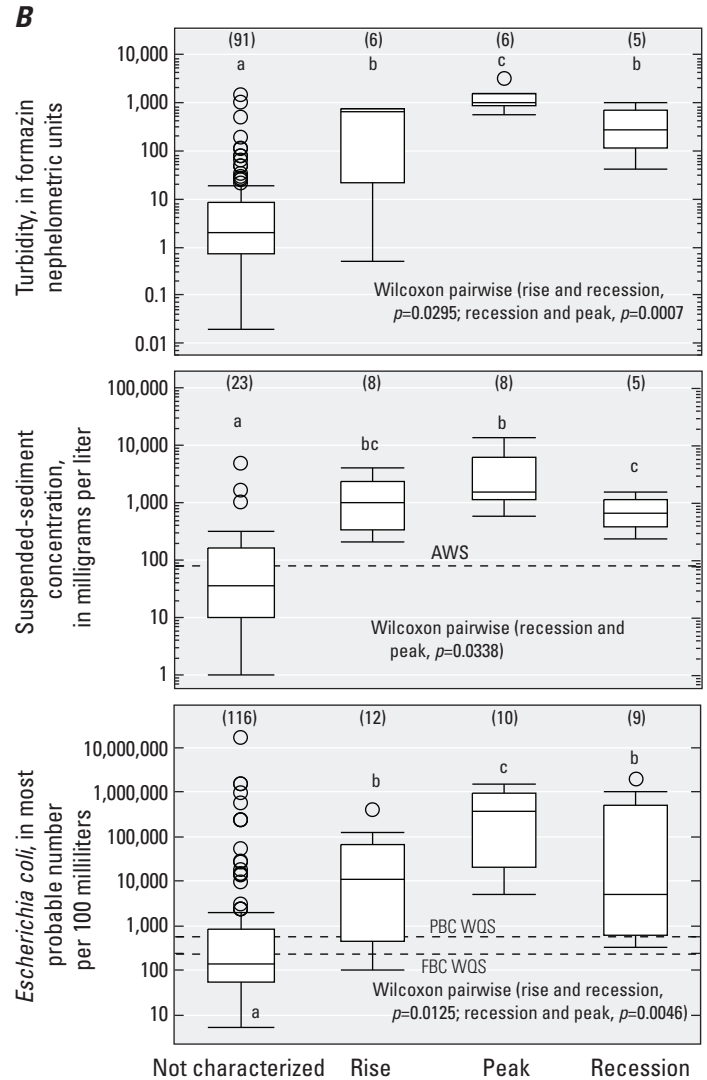 B
(91) (6) (6) (5)
a b c b
10,000
1,000
100
10
1
0.1
0.01
Turbidity, in formazin
nephelometric units
Wilcoxon pairwise (rise and recession,
p=0.0295; recession and peak, p=0.0007
(23) (8) (8) (5)
a bc b c
100,000
10,000
1,000
100
10
1
Suspended-sediment
concentration,
in milligrams per liter
AWS
Wilcoxon pairwise (recession and
peak, p=0.0338)
(116) (12) (10) (9)
a b c b
10,000,000
1,000,000
100,000
10,000
1,000
100
10
Escherichia coli, in most
probable number
per 100 milliliters
PBC WQS
FBC WQS
Wilcoxon pairwise (rise and recession,
p=0.0125; recession and peak, p=0.0046)
Not characterized Rise Peak Recession